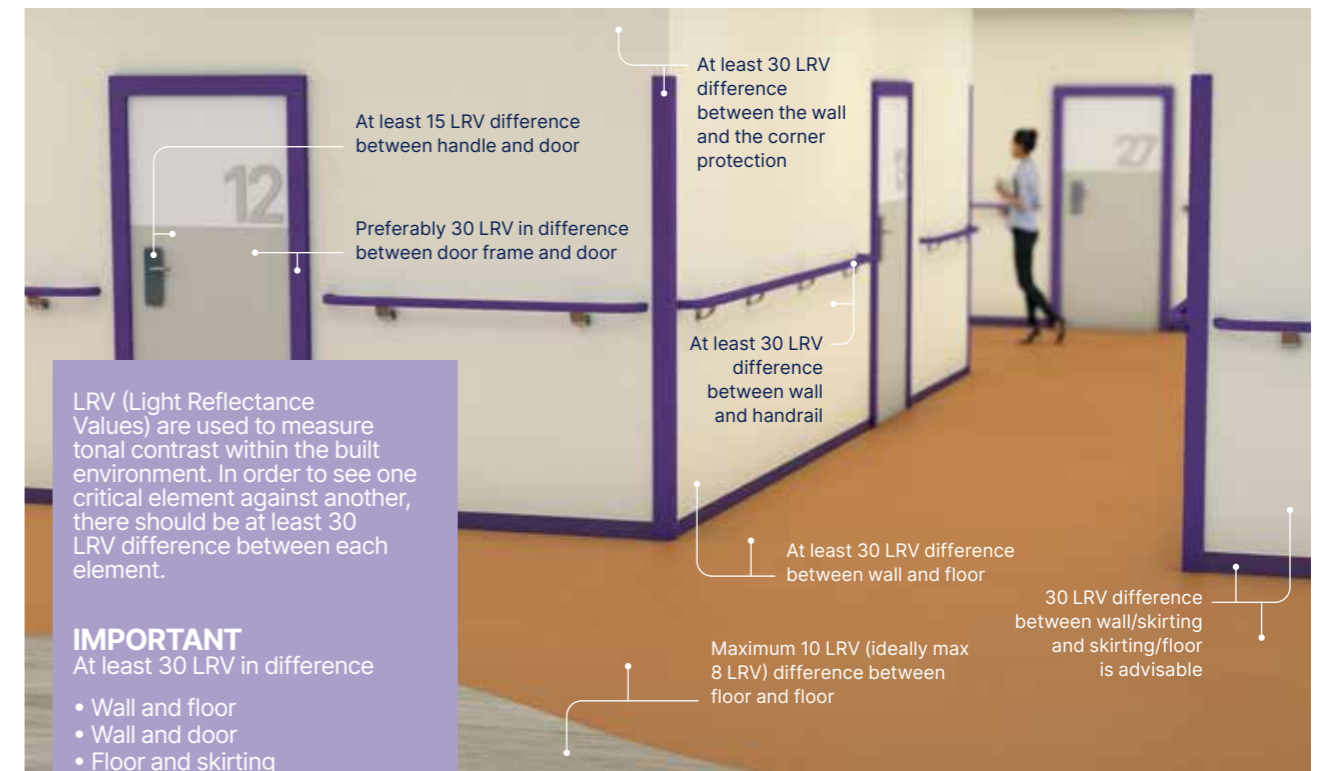 At least 30 LRV
difference
between the wall
and the corner
protection
At least 15 LRV difference
between handle and door
12
27
Preferably 30 LRV in difference
between door frame and door
At least 30 LRV
difference
between wall
and handrail
LRV (Light Reflectance
Values) are used to measure
tonal contrast within the built
environment. In order to see one
critical element against another,
there should be at least 30
LRV difference between each
element.
IMPORTANT
At least 30 LRV in difference
• Wall and floor
• Wall and door
• Floor and skirting
At least 30 LRV difference
between wall and floor
30 LRV difference
between wall/skirting
and skirting/floor
is advisable
Maximum 10 LRV (ideally max
8 LRV) difference between
floor and floor